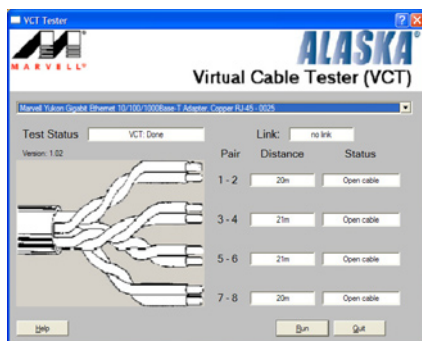 VCT Tester
MARVELL®
ALASKA®
Virtual Cable Tester (VCT)
Marvell Yukon Gigabit Ethernet 10/100/1000Base-T Adapter, Copper RJ-45 - 0025
Test Status VCT: Done Link: no link
Version: 1.02
Pair Distance Status
1 - 2 20m Open cable
3 - 4 21m Open cable
5 - 6 21m Open cable
7 - 8 20m Open cable
Help Run Quit